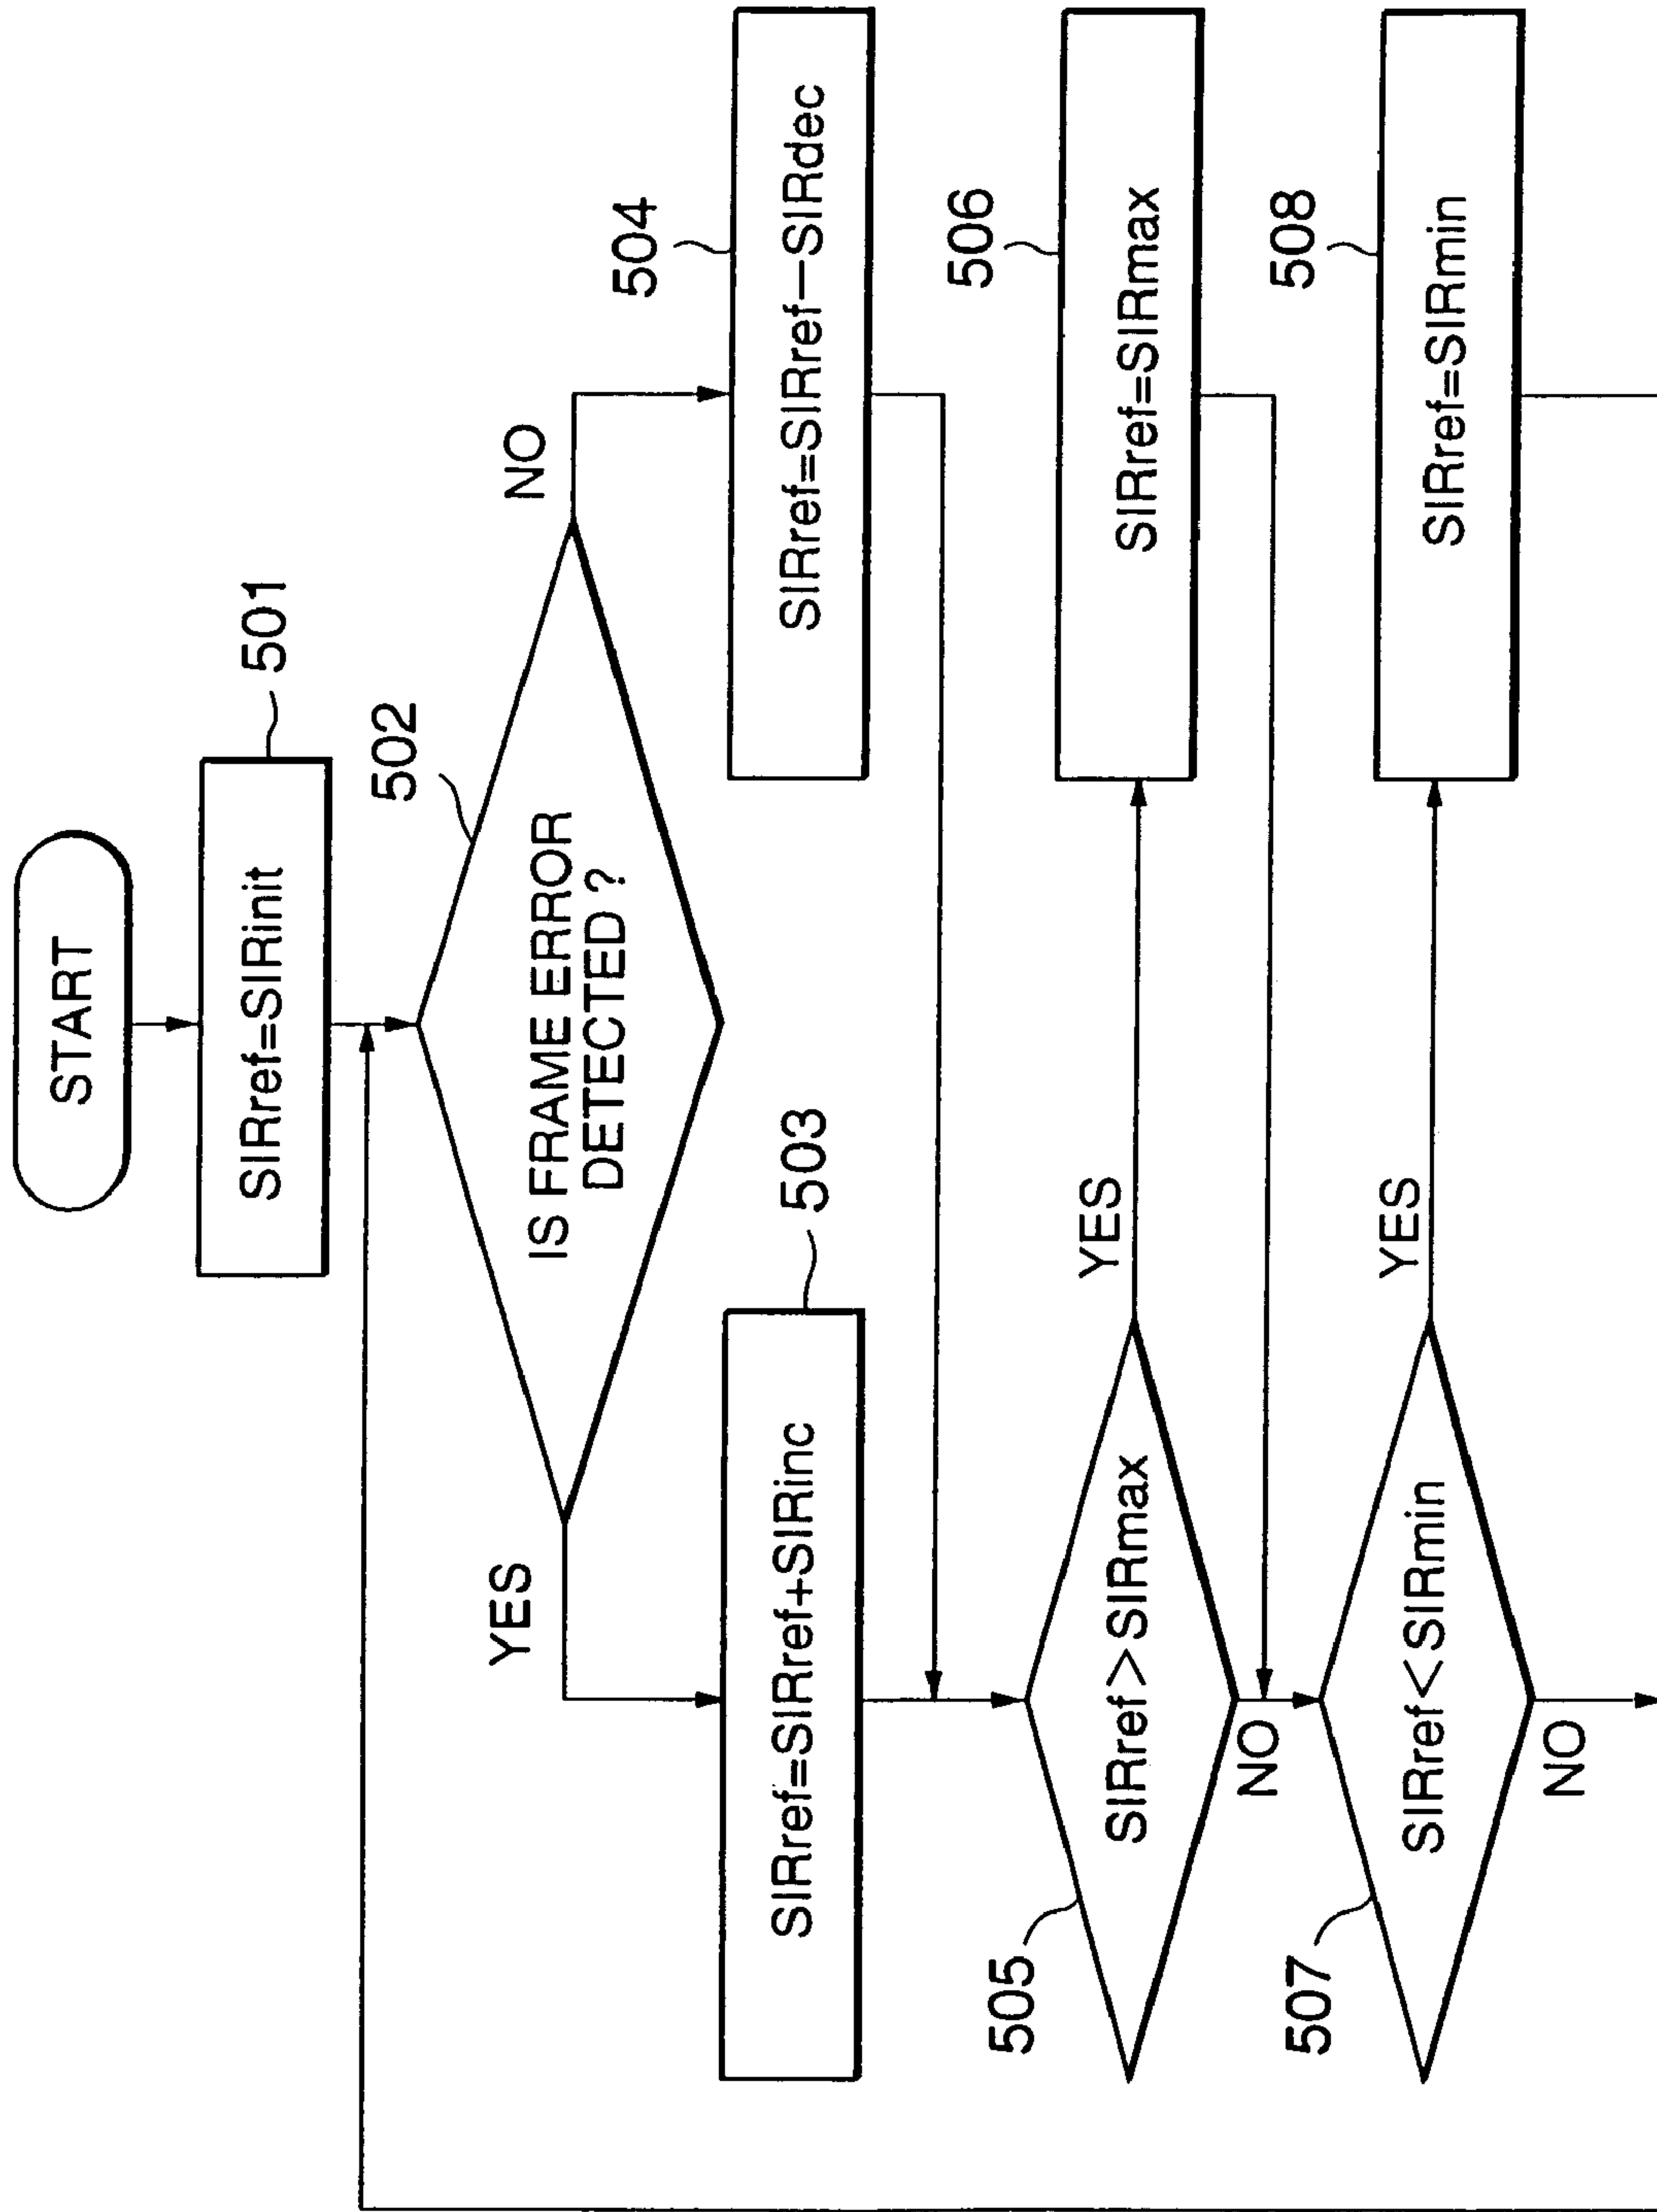 START
501
SIRref=SIRinit
502
IS FRAME ERROR
DETECTED ?
YES
NO
503
SIRref=SIRref+SIRinc
504
SIRref=SIRref−SIRdec
505
SIRref>SIRmax
YES
NO
506
SIRref=SIRmax
507
SIRref<SIRmin
YES
NO
508
SIRref=SIRmin